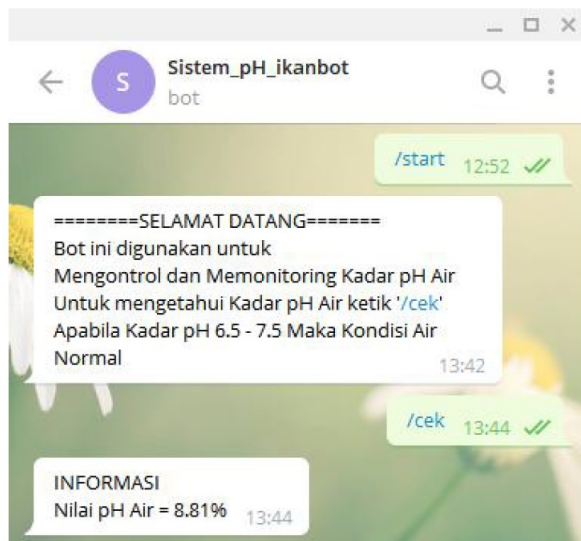 S
Sistem_pH_ikanbot
bot
/start 12:52
========SELAMAT DATANG=======
Bot ini digunakan untuk
Mengontrol dan Memonitoring Kadar pH Air
Untuk mengetahui Kadar pH Air ketik '/cek'
Apabila Kadar pH 6.5 - 7.5 Maka Kondisi Air
Normal
13:42
/cek 13:44
INFORMASI
Nilai pH Air = 8.81% 13:44